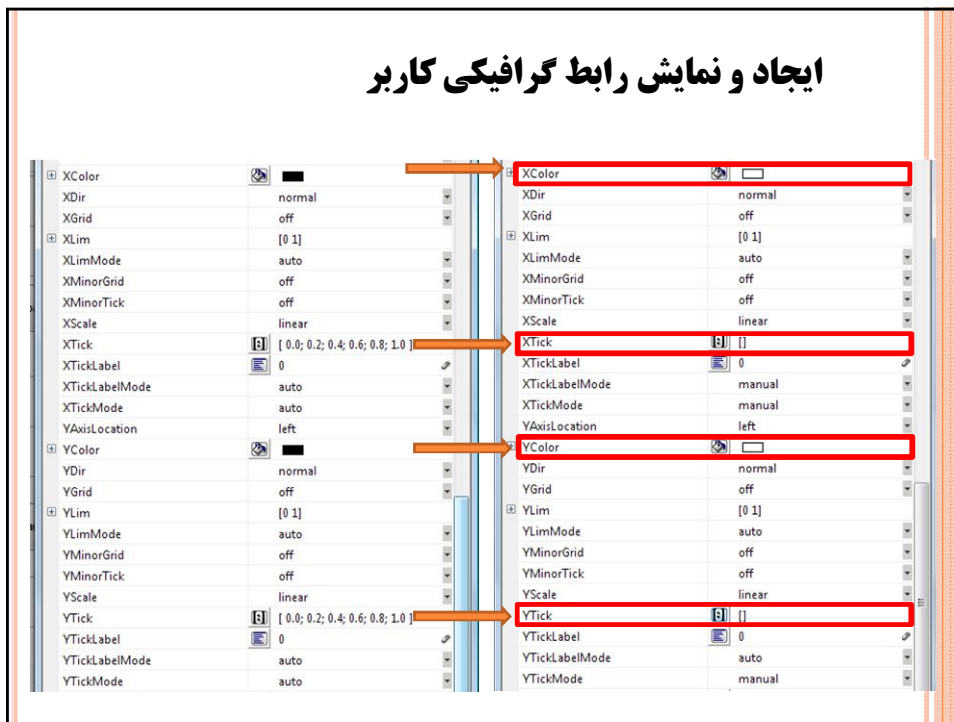 ایجاد و نمایش رابط گرافیکی کاربر
XColor
XDir normal
XGrid off
XLim [0 1]
XLimMode auto
XMinorGrid off
XMinorTick off
XScale linear
XTick [ 0.0; 0.2; 0.4; 0.6; 0.8; 1.0 ]
XTickLabel 0
XTickLabelMode auto
XTickMode auto
YAxisLocation left
YColor
YDir normal
YGrid off
YLim [0 1]
YLimMode auto
YMinorGrid off
YMinorTick off
YScale linear
YTick [ 0.0; 0.2; 0.4; 0.6; 0.8; 1.0 ]
YTickLabel 0
YTickLabelMode auto
YTickMode auto
XColor
XDir normal
XGrid off
XLim [0 1]
XLimMode auto
XMinorGrid off
XMinorTick off
XScale linear
XTick []
XTickLabel 0
XTickLabelMode manual
XTickMode manual
YAxisLocation left
YColor
YDir normal
YGrid off
YLim [0 1]
YLimMode auto
YMinorGrid off
YMinorTick off
YScale linear
YTick []
YTickLabel 0
YTickLabelMode auto
YTickMode manual